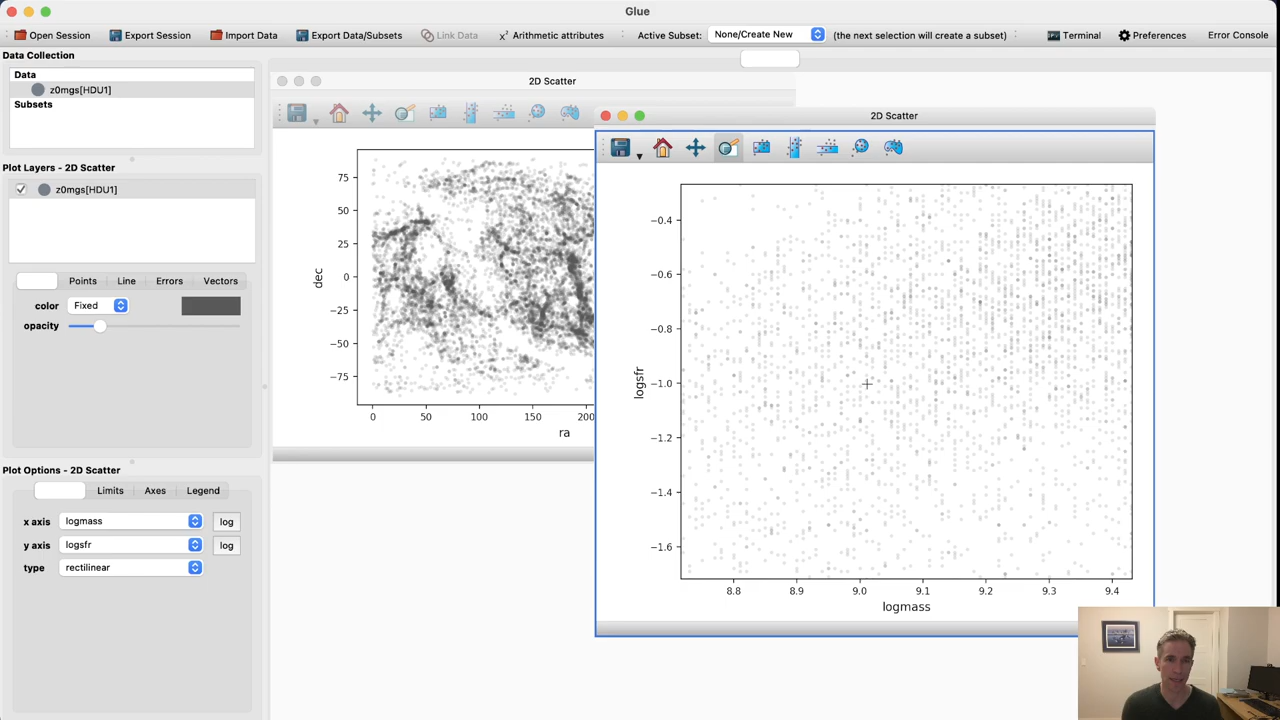 Glue
Open Session
Export Session
Import Data
Export Data/Subsets
Link Data
x² Arithmetic attributes
Active Subset:
None/Create New
(the next selection will create a subset)
Terminal
Preferences
Error Console
Data Collection
Data
z0mgs[HDU1]
Subsets
Plot Layers - 2D Scatter
z0mgs[HDU1]
Points
Line
Errors
Vectors
color
Fixed
opacity
Plot Options - 2D Scatter
Limits
Axes
Legend
x axis
logmass
log
y axis
logsfr
log
type
rectilinear
2D Scatter
75
50
25
0
−25
−50
−75
dec
0
50
100
150
200
ra
2D Scatter
−0.4
−0.6
−0.8
−1.0
−1.2
−1.4
−1.6
logsfr
8.8
8.9
9.0
9.1
9.2
9.3
9.4
logmass